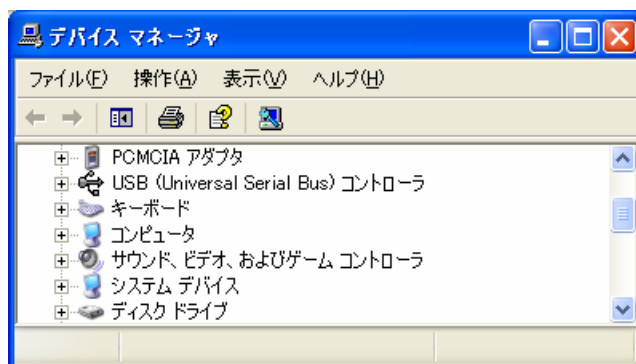 デバイス マネージャ
ファイル(F) 操作(A) 表示(V) ヘルプ(H)
PCMCIA アダプタ
USB (Universal Serial Bus) コントローラ
キーボード
コンピュータ
サウンド、ビデオ、およびゲーム コントローラ
システム デバイス
ディスク ドライブ